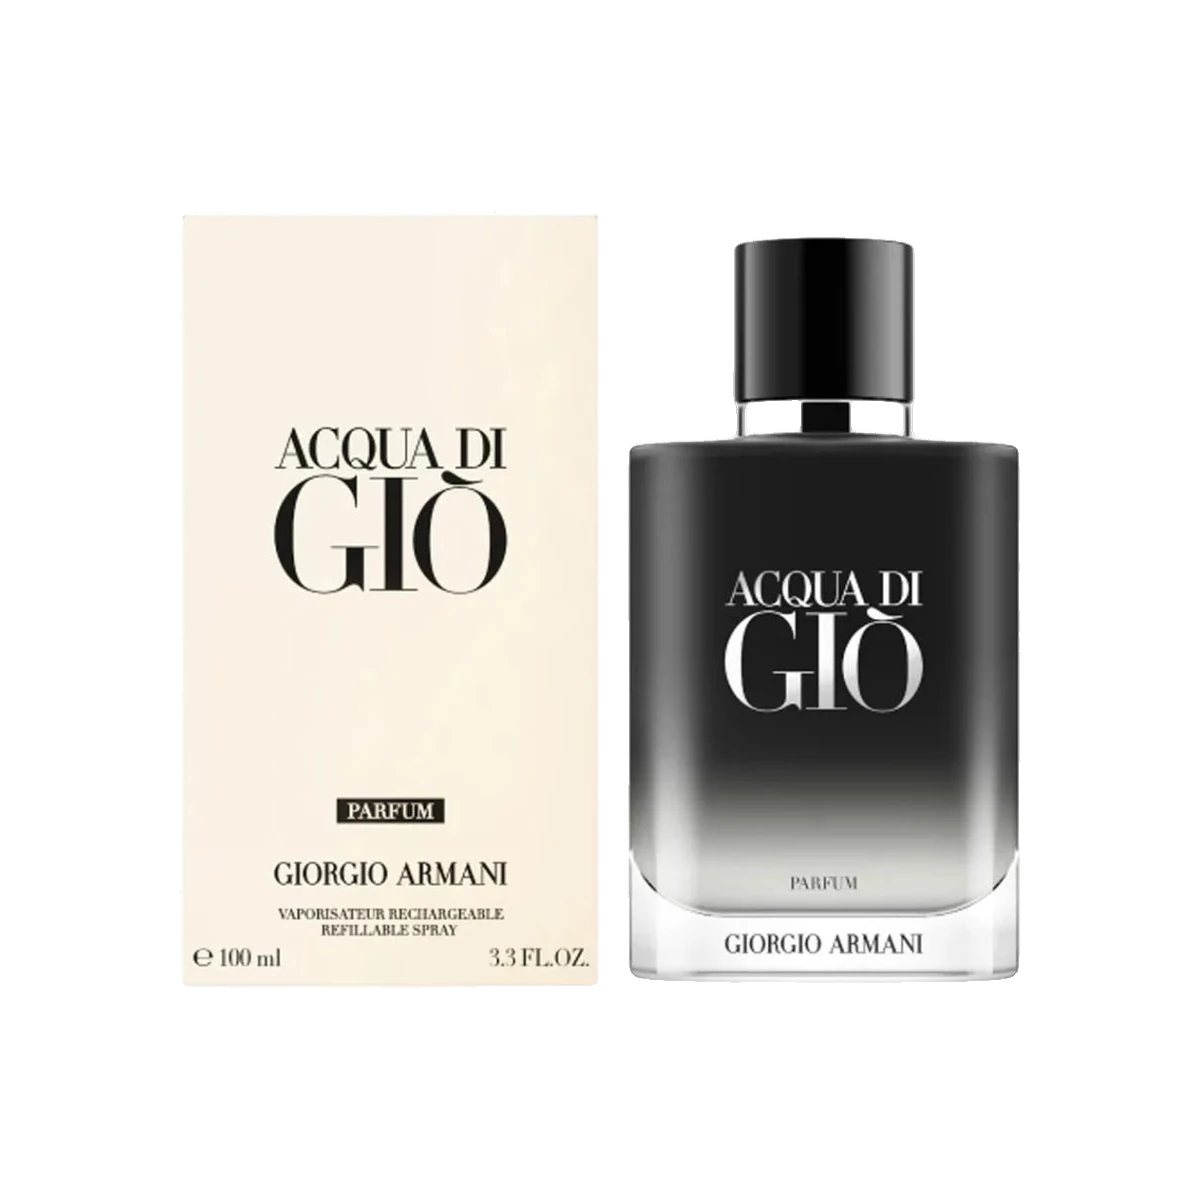 ACQUA DI
GIÒ
PARFUM
GIORGIO ARMANI
VAPORISATEUR RECHARGEABLE
REFILLABLE SPRAY
℮ 100 ml
3.3 FL.OZ.
ACQUA DI
GIÒ
PARFUM
GIORGIO ARMANI